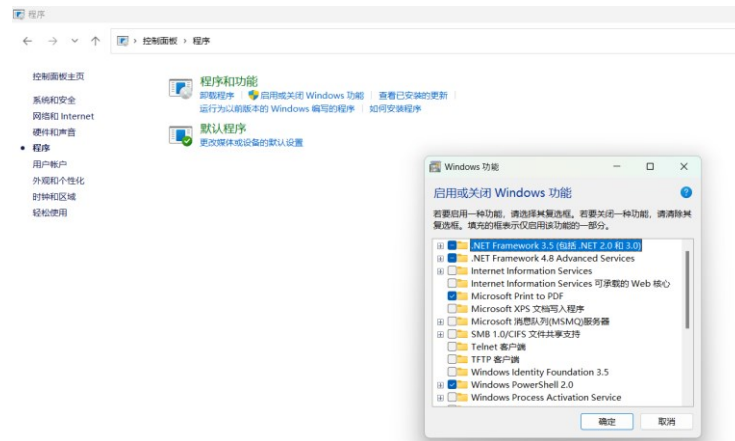 程序
控制面板 › 程序
控制面板主页
系统和安全
网络和 Internet
硬件和声音
程序
用户帐户
外观和个性化
时钟和区域
轻松使用
程序和功能
卸载程序 启用或关闭 Windows 功能 查看已安装的更新
运行为以前版本的 Windows 编写的程序 如何安装程序
默认程序
更改媒体或设备的默认设置
Windows 功能
启用或关闭 Windows 功能
若要启用一种功能，请选择其复选框。若要关闭一种功能，请清除其
复选框。填充的框表示仅启用该功能的一部分。
.NET Framework 3.5 (包括 .NET 2.0 和 3.0)
.NET Framework 4.8 Advanced Services
Internet Information Services
Internet Information Services 可承载的 Web 核心
Microsoft Print to PDF
Microsoft XPS 文档写入程序
Microsoft 消息队列(MSMQ)服务器
SMB 1.0/CIFS 文件共享支持
Telnet 客户端
TFTP 客户端
Windows Identity Foundation 3.5
Windows PowerShell 2.0
Windows Process Activation Service
确定 取消